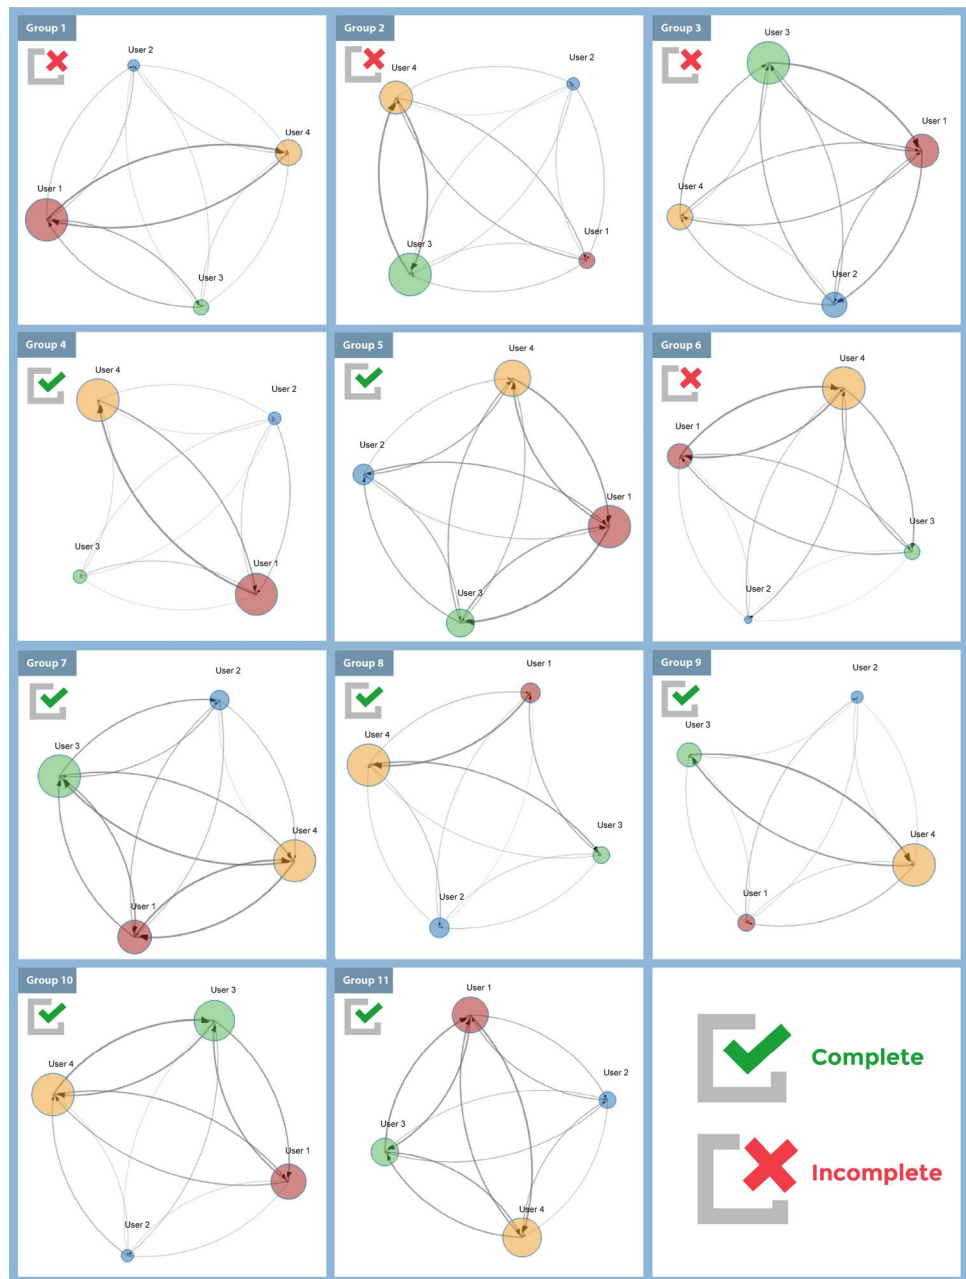 Group 1
User 2
User 4
User 1
User 3
Group 2
User 2
User 4
User 1
User 3
Group 3
User 3
User 1
User 4
User 2
Group 4
User 4
User 2
User 3
User 1
Group 5
User 4
User 2
User 1
User 3
Group 6
User 4
User 1
User 3
User 2
Group 7
User 2
User 3
User 4
User 1
Group 8
User 1
User 4
User 3
User 2
Group 9
User 2
User 3
User 4
User 1
Group 10
User 3
User 4
User 1
User 2
Group 11
User 1
User 2
User 3
User 4
Complete
Incomplete